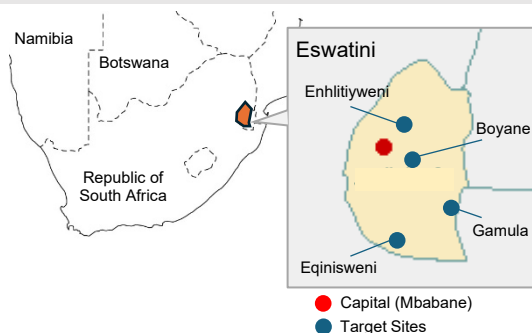 Namibia
Botswana
Republic of
South Africa
Eswatini
Enhlitiyweni
Boyane
Gamula
Eqinisweni
Capital (Mbabane)
Target Sites